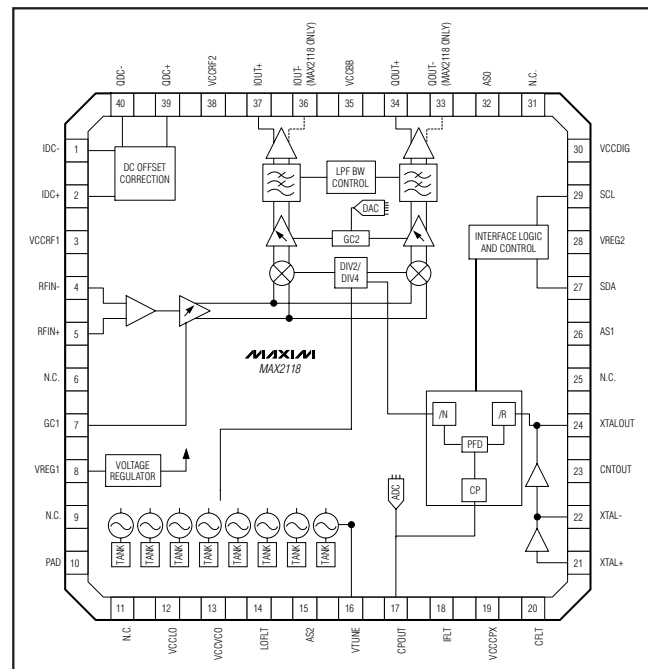 QDC-
QDC+
VCCRF2
IOUT+
IOUT-
(MAX2118 ONLY)
VCCBB
QOUT+
QOUT-
(MAX2118 ONLY)
AS0
N.C.
40
39
38
37
36
35
34
33
32
31
IDC-
1
IDC+
2
VCCRF1
3
RFIN-
4
RFIN+
5
N.C.
6
GC1
7
VREG1
8
N.C.
9
PAD
10
DC OFFSET
CORRECTION
LPF BW
CONTROL
DAC
GC2
DIV2/
DIV4
INTERFACE LOGIC
AND CONTROL
MAXIM
MAX2118
VOLTAGE
REGULATOR
/N
/R
PFD
CP
ADC
TANK
TANK
TANK
TANK
TANK
TANK
TANK
TANK
30
VCCDIG
29
SCL
28
VREG2
27
SDA
26
AS1
25
N.C.
24
XTALOUT
23
CNTOUT
22
XTAL-
21
XTAL+
11
12
13
14
15
16
17
18
19
20
N.C.
VCCLO
VCCVCO
LOFLT
AS2
VTUNE
CPOUT
IFLT
VCCCPX
CFLT